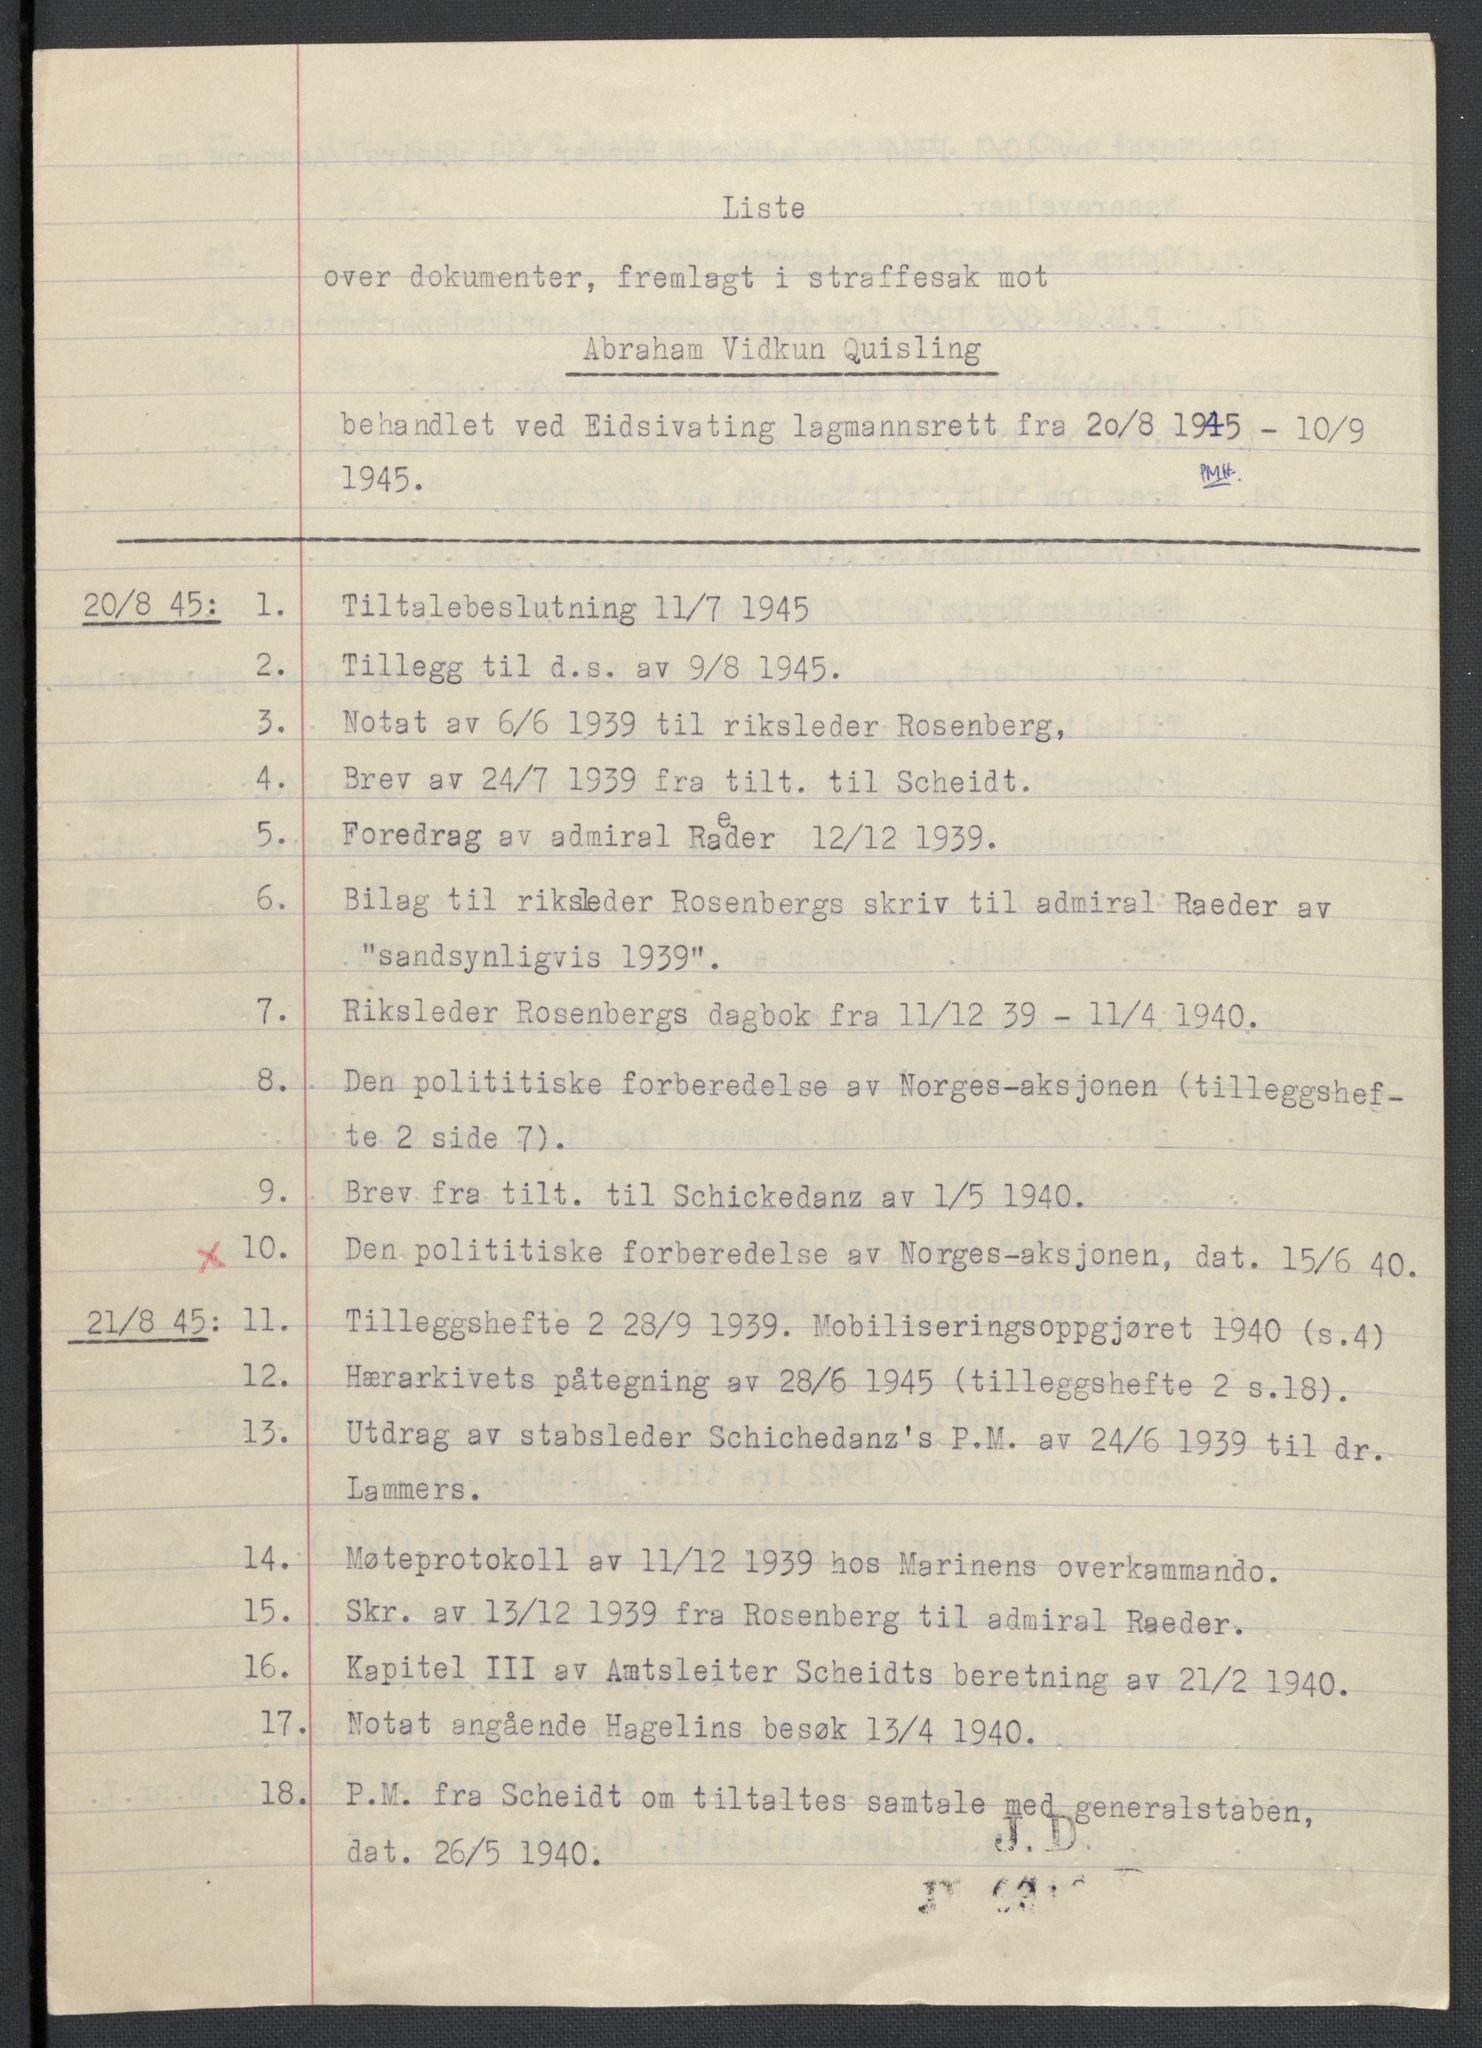 Liste
over dokumenter, fremlagt i straffesak mot
Abraham Vidkun Quisling
behandlet ved Eidsivating lagmannsrett fra 20/8 1945 - 10/9
1945.
PMH.
20/8 45: 1. Tiltalebeslutning 11/7 1945
2. Tillegg til d.s. av 9/8 1945.
3. Notat av 6/6 1939 til riksleder Rosenberg,
4. Brev av 24/7 1939 fra tilt. til Scheidt.
5. Foredrag av admiral Raeder 12/12 1939.
6. Bilag til riksleder Rosenbergs skriv til admiral Raeder av
"sandsynligvis 1939".
7. Riksleder Rosenbergs dagbok fra 11/12 39 - 11/4 1940.
8. Den polititiske forberedelse av Norges-aksjonen (tilleggshef-
te 2 side 7).
9. Brev fra tilt. til Schickedanz av 1/5 1940.
x 10. Den polititiske forberedelse av Norges-aksjonen, dat. 15/6 40.
21/8 45: 11. Tilleggshefte 2 28/9 1939. Mobiliseringsoppgjøret 1940 (s.4)
12. Hærarkivets påtegning av 28/6 1945 (tilleggshefte 2 s.18).
13. Utdrag av stabsleder Schichedanz's P.M. av 24/6 1939 til dr.
Lammers.
14. Møteprotokoll av 11/12 1939 hos Marinens overkammando.
15. Skr. av 13/12 1939 fra Rosenberg til admiral Raeder.
16. Kapitel III av Amtsleiter Scheidts beretning av 21/2 1940.
17. Notat angående Hagelins besøk 13/4 1940.
18. P.M. fra Scheidt om tiltaltes samtale med generalstaben,
dat. 26/5 1940.
J. D.